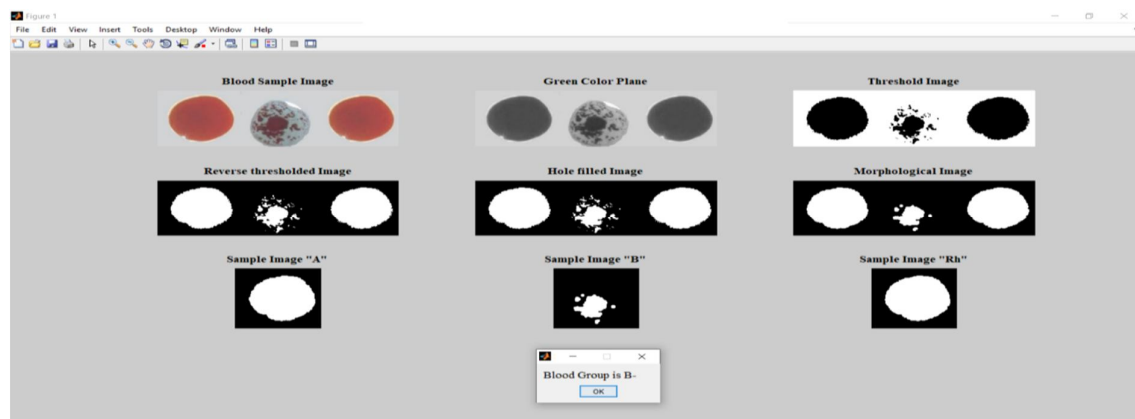 Figure 1
File Edit View Insert Tools Desktop Window Help
Blood Sample Image
Green Color Plane
Threshold Image
Reverse thresholded Image
Hole filled Image
Morphological Image
Sample Image "A"
Sample Image "B"
Sample Image "Rh"
Blood Group is B-
OK